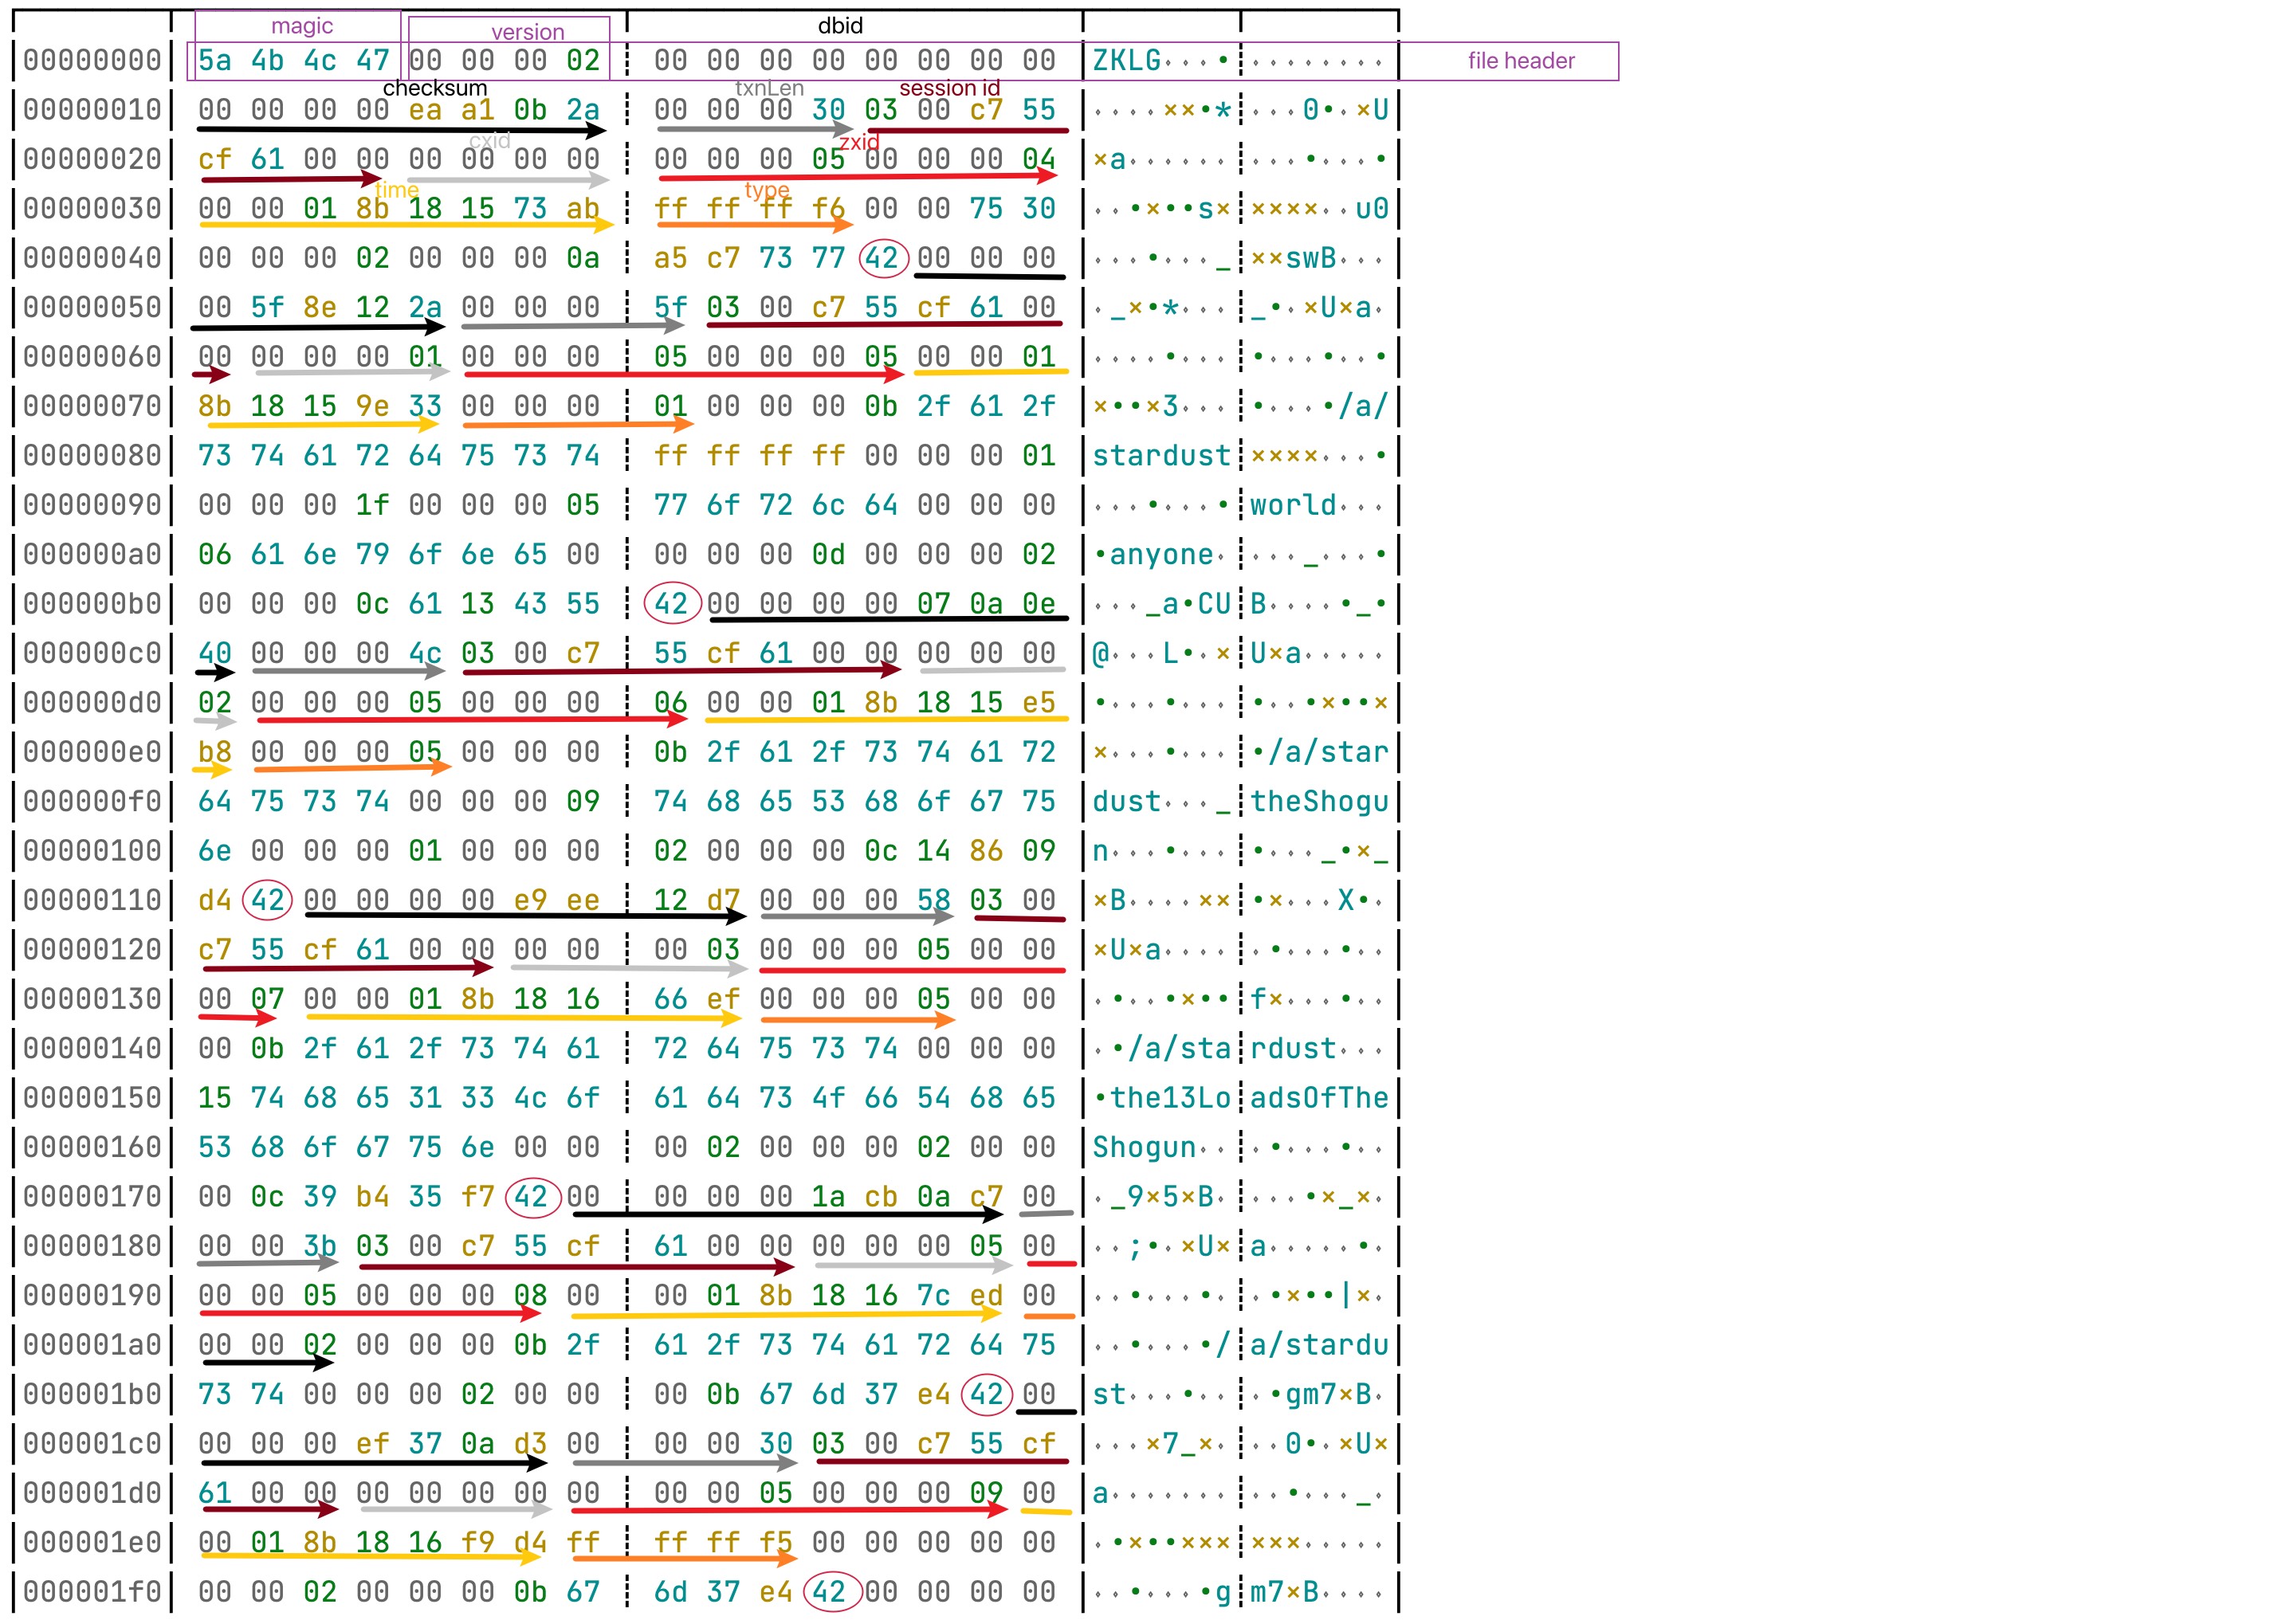 magic version dbid
00000000 5a 4b 4c 47 00 00 00 02 00 00 00 00 00 00 00 00 ZKLG···• ········ file header
checksum txnLen session id
00000010 00 00 00 00 ea a1 0b 2a 00 00 00 30 03 00 c7 55 ····××•* ···0•·×U
cxid zxid
00000020 cf 61 00 00 00 00 00 00 00 00 00 05 00 00 00 04 ×a······ ···•···•
time type
00000030 00 00 01 8b 18 15 73 ab ff ff ff f6 00 00 75 30 ··•×••s× ××××··u0
00000040 00 00 00 02 00 00 00 0a a5 c7 73 77 42 00 00 00 ···•···_ ××swB···
00000050 00 5f 8e 12 2a 00 00 00 5f 03 00 c7 55 cf 61 00 ·_×•*··· _•·×U×a·
00000060 00 00 00 00 01 00 00 00 05 00 00 00 05 00 00 01 ····•··· •···•··•
00000070 8b 18 15 9e 33 00 00 00 01 00 00 00 0b 2f 61 2f ×••×3··· •···•/a/
00000080 73 74 61 72 64 75 73 74 ff ff ff ff 00 00 00 01 stardust ××××···•
00000090 00 00 00 1f 00 00 00 05 77 6f 72 6c 64 00 00 00 ···•···• world···
000000a0 06 61 6e 79 6f 6e 65 00 00 00 00 0d 00 00 00 02 •anyone· ···_···•
000000b0 00 00 00 0c 61 13 43 55 42 00 00 00 00 07 0a 0e ···_a•CU B····•_•
000000c0 40 00 00 00 4c 03 00 c7 55 cf 61 00 00 00 00 00 @···L•·× U×a·····
000000d0 02 00 00 00 05 00 00 00 06 00 00 01 8b 18 15 e5 •···•··· •··•×••×
000000e0 b8 00 00 00 05 00 00 00 0b 2f 61 2f 73 74 61 72 ×···•··· •/a/star
000000f0 64 75 73 74 00 00 00 09 74 68 65 53 68 6f 67 75 dust···_ theShogu
00000100 6e 00 00 00 01 00 00 00 02 00 00 00 0c 14 86 09 n···•··· •···_•×_
00000110 d4 42 00 00 00 00 e9 ee 12 d7 00 00 00 58 03 00 ×B····×× •×···X•·
00000120 c7 55 cf 61 00 00 00 00 00 03 00 00 00 05 00 00 ×U×a···· ·•···•··
00000130 00 07 00 00 01 8b 18 16 66 ef 00 00 00 05 00 00 ·•··•×•• f×···•··
00000140 00 0b 2f 61 2f 73 74 61 72 64 75 73 74 00 00 00 ·•/a/sta rdust···
00000150 15 74 68 65 31 33 4c 6f 61 64 73 4f 66 54 68 65 •the13Lo adsOfThe
00000160 53 68 6f 67 75 6e 00 00 00 02 00 00 00 02 00 00 Shogun·· ·•···•··
00000170 00 0c 39 b4 35 f7 42 00 00 00 00 1a cb 0a c7 00 ·_9×5×B· ···•×_×·
00000180 00 00 3b 03 00 c7 55 cf 61 00 00 00 00 00 05 00 ··;•·×U× a·····•·
00000190 00 00 05 00 00 00 08 00 00 01 8b 18 16 7c ed 00 ··•···•· ·•×••|×·
000001a0 00 00 02 00 00 00 0b 2f 61 2f 73 74 61 72 64 75 ··•···•/ a/stardu
000001b0 73 74 00 00 00 02 00 00 00 0b 67 6d 37 e4 42 00 st···•·· ·•gm7×B·
000001c0 00 00 00 ef 37 0a d3 00 00 00 30 03 00 c7 55 cf ···×7_×· ··0•·×U×
000001d0 61 00 00 00 00 00 00 00 00 00 05 00 00 00 09 00 a······· ··•···_·
000001e0 00 01 8b 18 16 f9 d4 ff ff ff f5 00 00 00 00 00 ·•×••××× ×××·····
000001f0 00 00 02 00 00 00 0b 67 6d 37 e4 42 00 00 00 00 ··•···•g m7×B····